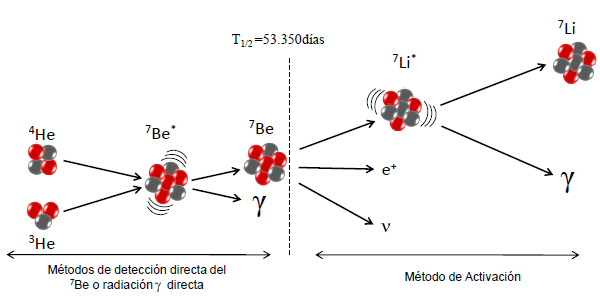 T1/2 =53.350días
⁷Li
⁷Li*
⁴He
⁷Be*
⁷Be
γ
³He
e⁺
γ
ν
Métodos de detección directa del
⁷Be o radiación γ directa
Método de Activación